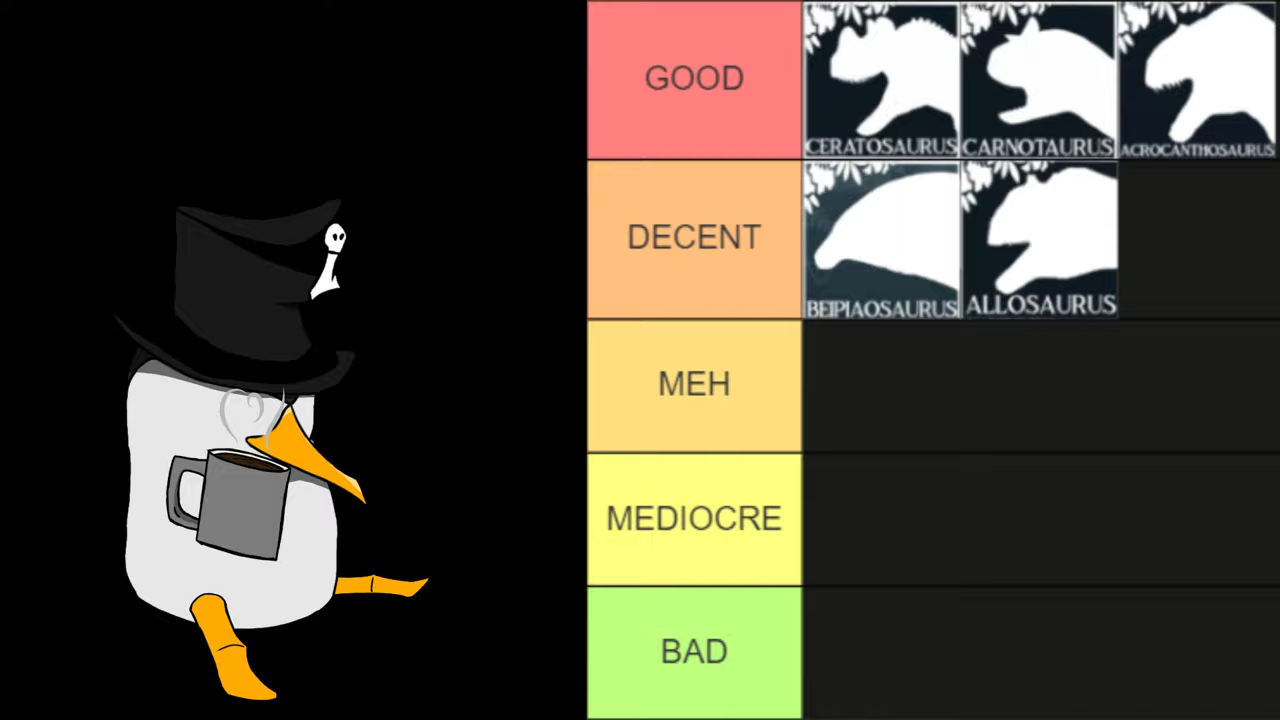 GOOD
CERATOSAURUS
CARNOTAURUS
ACROCANTHOSAURUS
DECENT
BEIPIAOSAURUS
ALLOSAURUS
MEH
MEDIOCRE
BAD